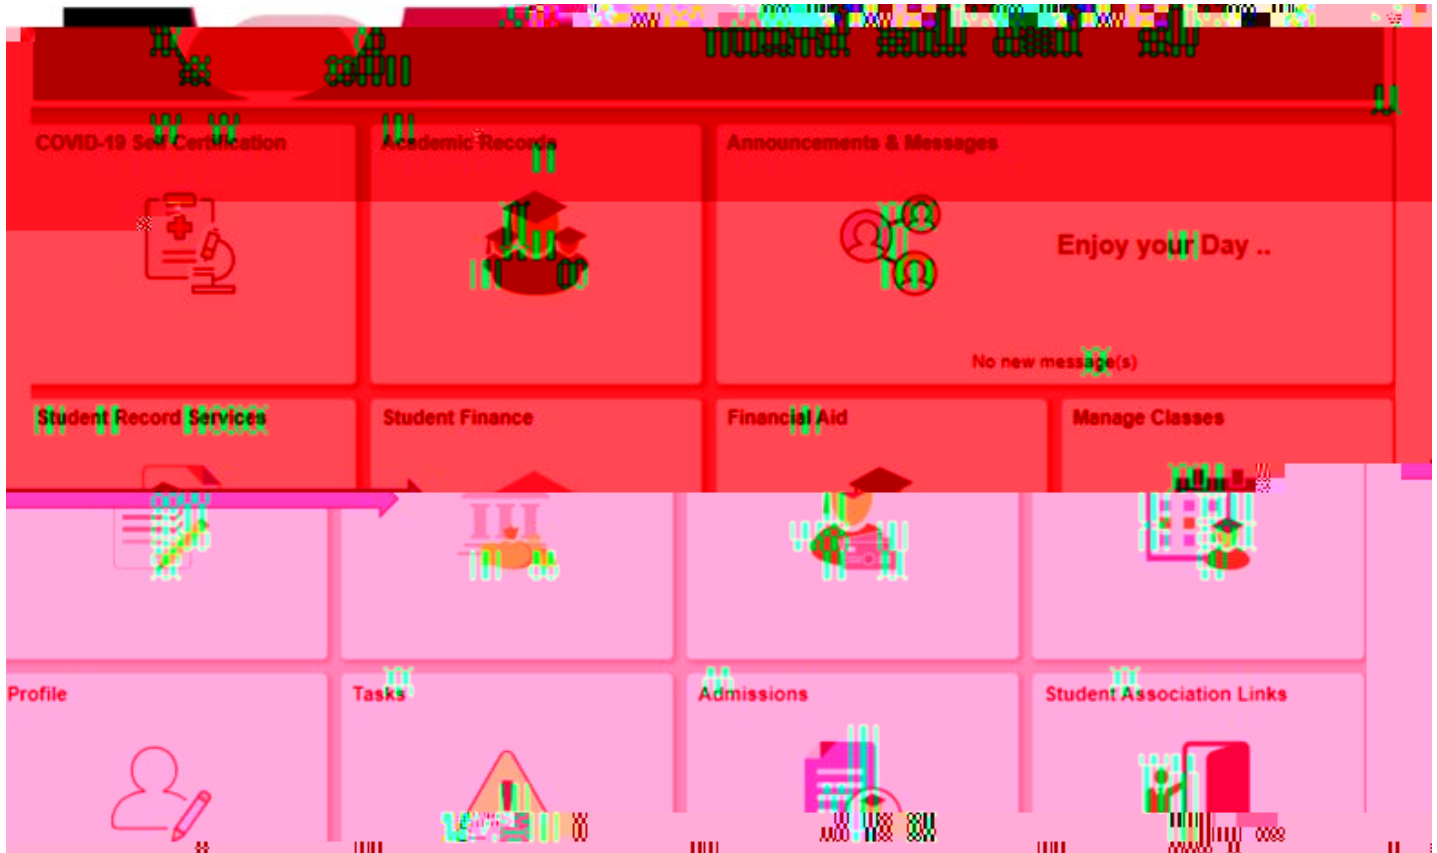 COVID-19 Self Certification
Academic Records
Announcements & Messages
Enjoy your Day ..
No new message(s)
Student Record Services
Student Finance
Financial Aid
Manage Classes
Profile
Tasks
Admissions
Student Association Links